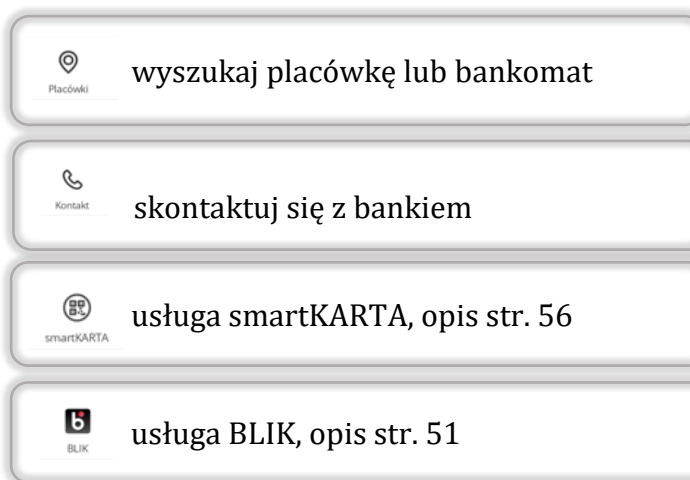 Placówki
wyszukaj placówkę lub bankomat
Kontakt
skontaktuj się z bankiem
smartKARTA
usługa smartKARTA, opis str. 56
BLIK
usługa BLIK, opis str. 51